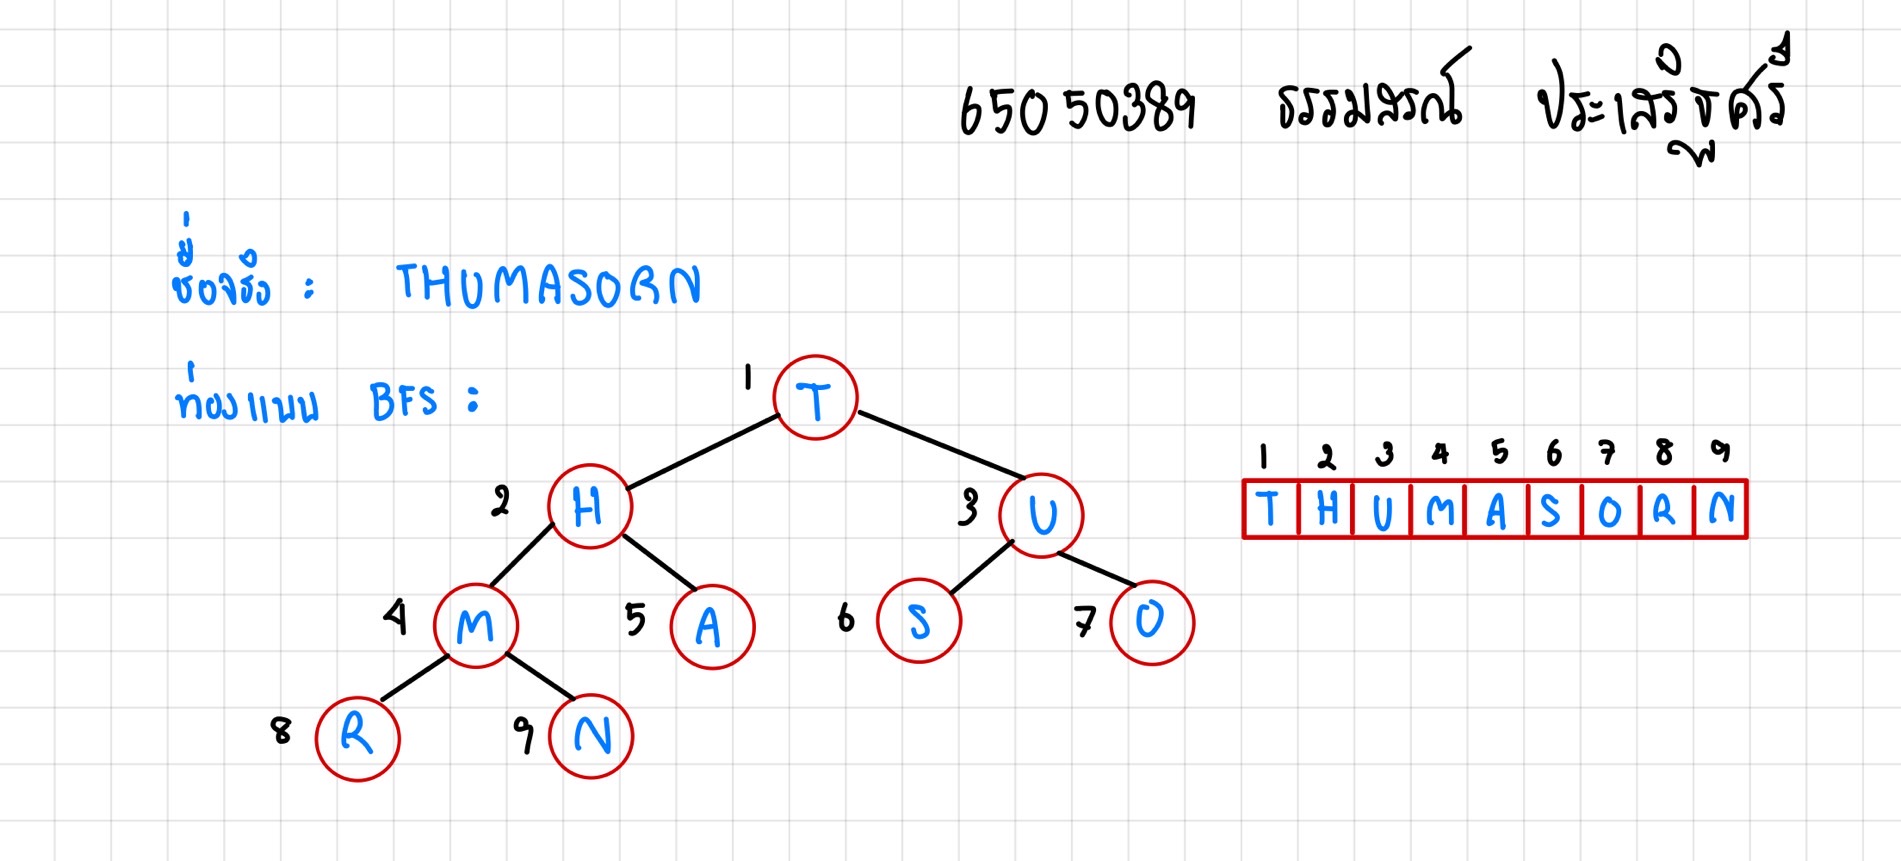 65050389 ธรรมสรณ์ ประเสริฐศรี
ชื่อจริง : THUMASORN
ท่องแบบ BFS :
1 T
2 H 3 U
4 M 5 A 6 S 7 O
8 R 9 N
1 2 3 4 5 6 7 8 9
T H U M A S O R N